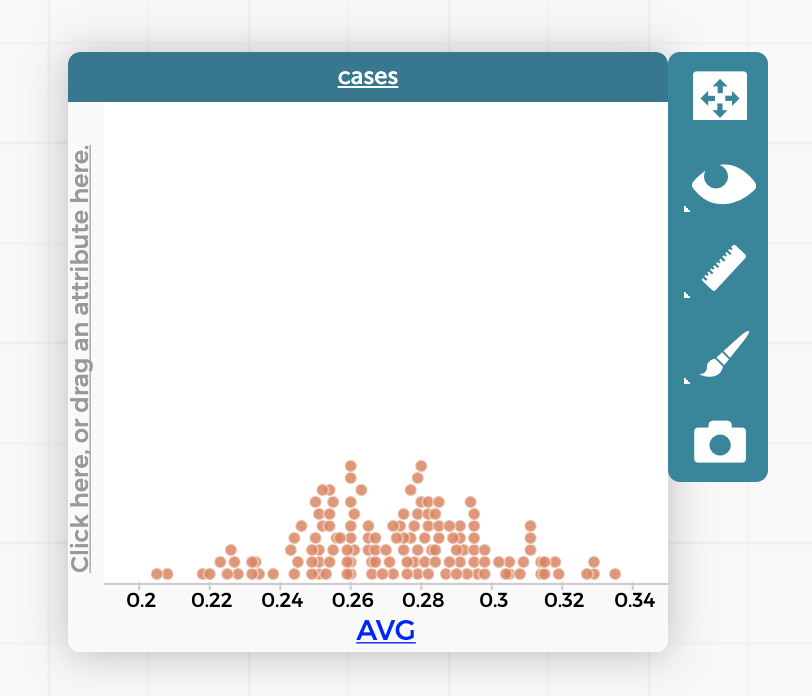 cases
Click here, or drag an attribute here.
0.2 0.22 0.24 0.26 0.28 0.3 0.32 0.34
AVG